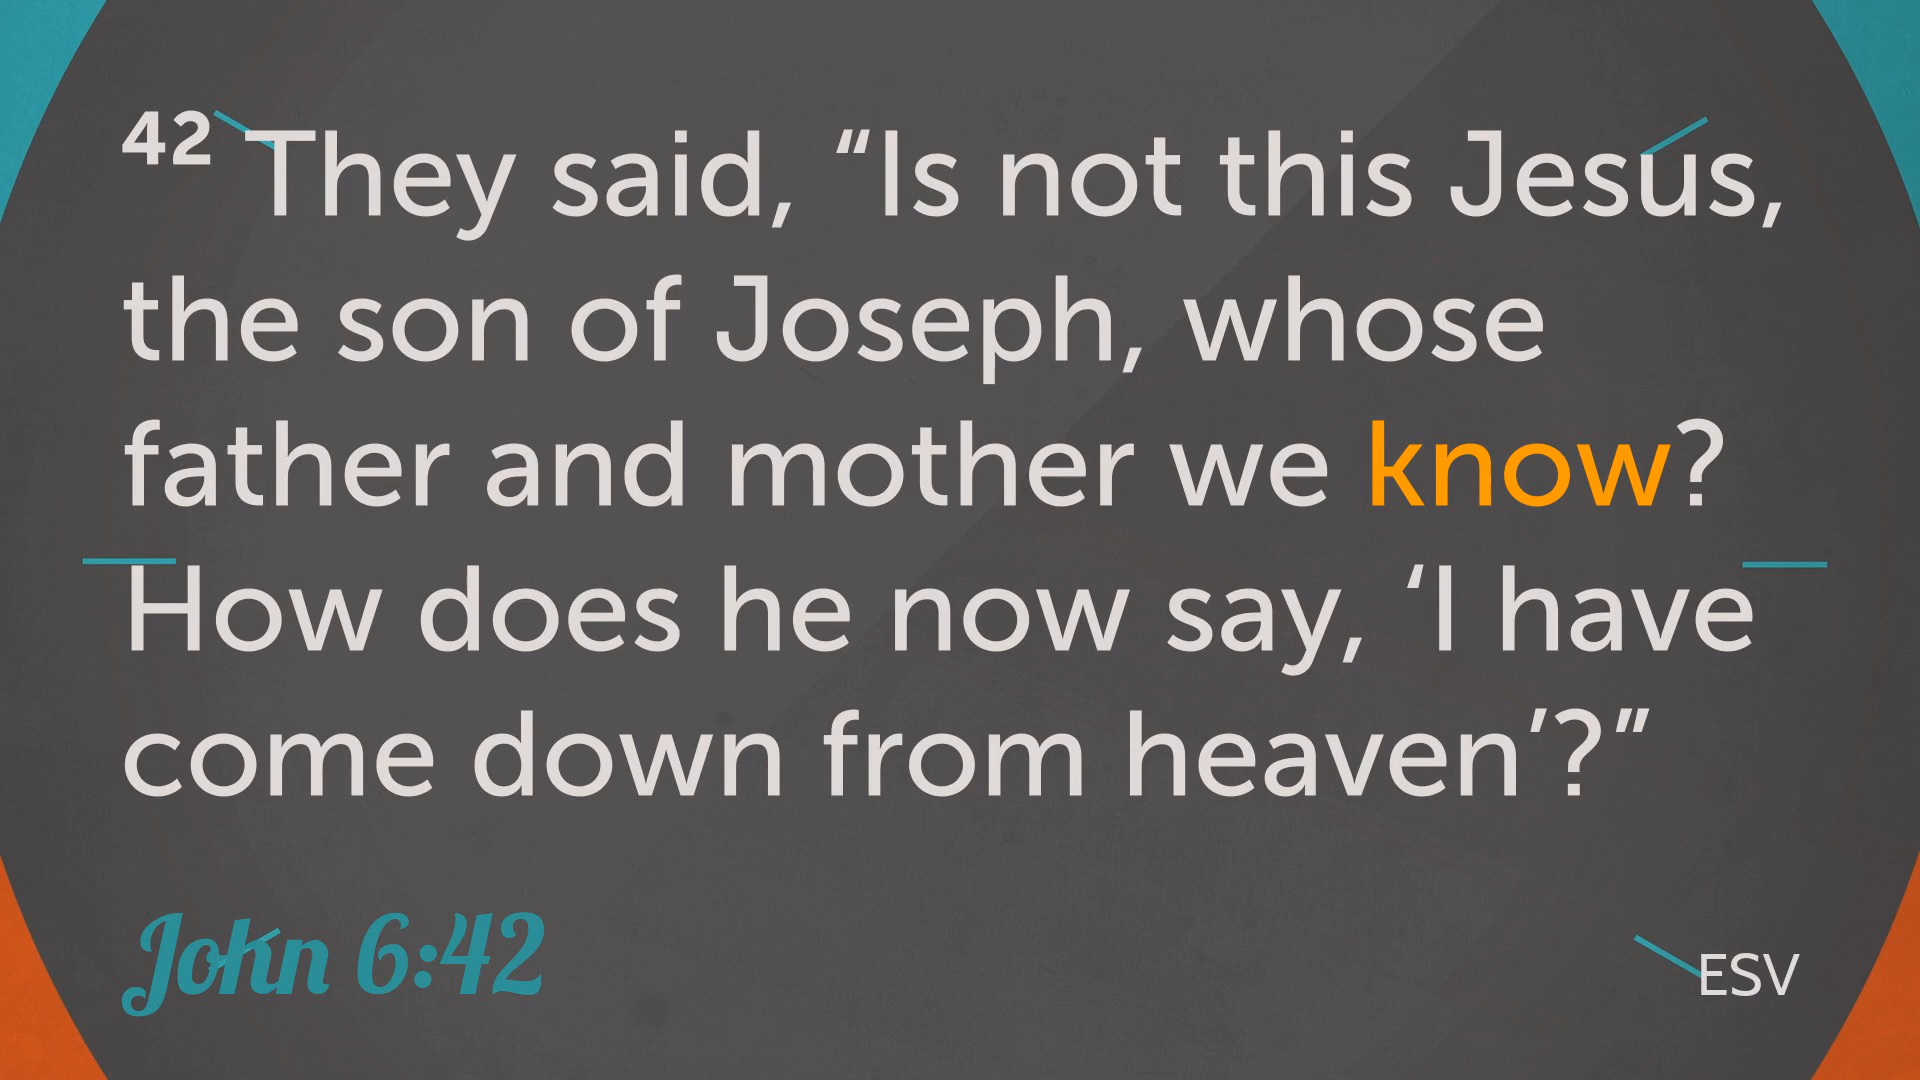 42 They said, “Is not this Jesus,
the son of Joseph, whose
father and mother we know?
How does he now say, ‘I have
come down from heaven’?”
John 6:42
ESV